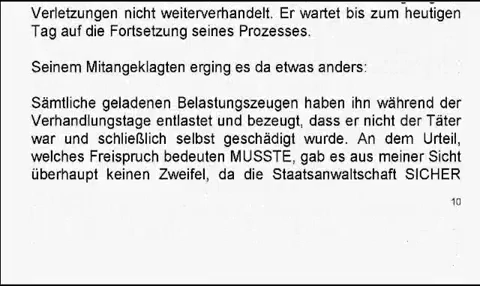 Verletzungen nicht weiterverhandelt. Er wartet bis zum heutigen
Tag auf die Fortsetzung seines Prozesses.
Seinem Mitangeklagten erging es da etwas anders:
Sämtliche geladenen Belastungszeugen haben ihn während der
Verhandlungstage entlastet und bezeugt, dass er nicht der Täter
war und schließlich selbst geschädigt wurde. An dem Urteil,
welches Freispruch bedeuten MUSSTE, gab es aus meiner Sicht
überhaupt keinen Zweifel, da die Staatsanwaltschaft SICHER
10